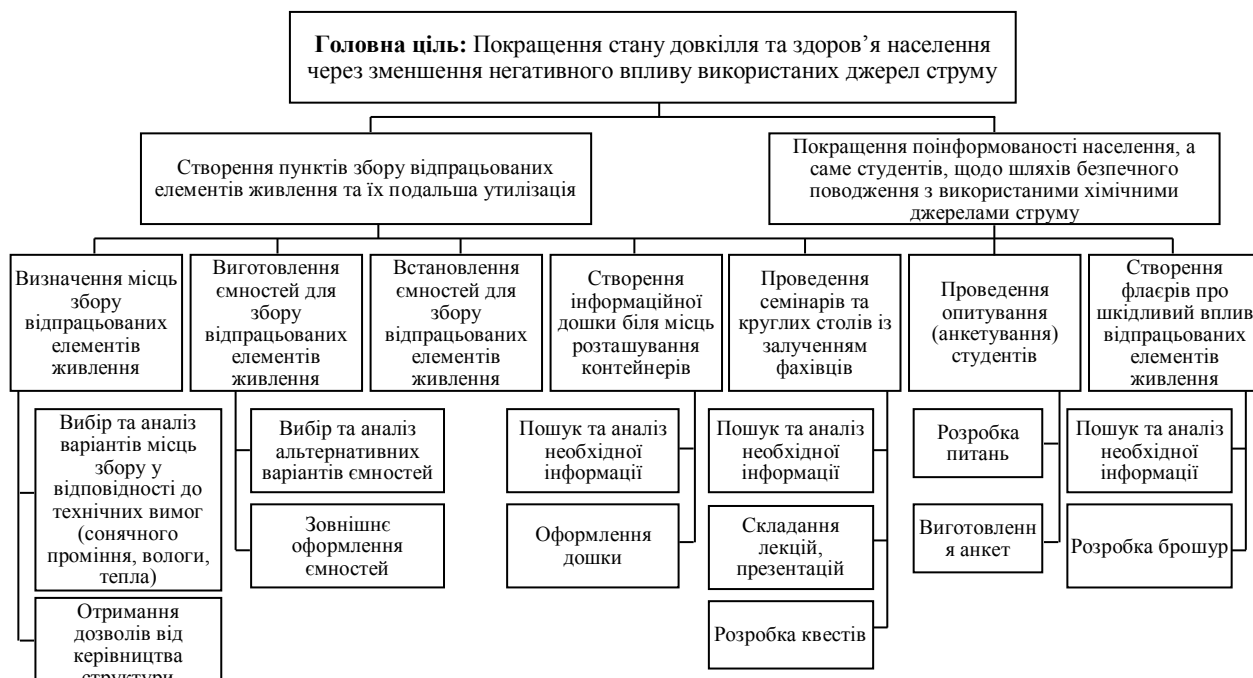 Головна ціль: Покращення стану довкілля та здоров’я населення
через зменшення негативного впливу використаних джерел струму
Створення пунктів збору відпрацьованих
елементів живлення та їх подальша утилізація
Покращення поінформованості населення, а
саме студентів, щодо шляхів безпечного
поводження з використаними хімічними
джерелами струму
Визначення місць
збору
відпрацьованих
елементів
живлення
Виготовлення
ємностей для
збору
відпрацьованих
елементів
живлення
Встановлення
ємностей для збору
відпрацьованих
елементів
живлення
Створення
інформаційної
дошки біля місць
розташування
контейнерів
Проведення
семінарів та
круглих столів із
залученням
фахівців
Проведення
опитування
(анкетування)
студентів
Створення
флаєрів про
шкідливий вплив
відпрацьованих
елементів
живлення
Вибір та аналіз
варіантів місць
збору у
відповідності до
технічних вимог
(сонячного
проміння, вологи,
тепла)
Отримання
дозволів від
керівництва
структури
Вибір та аналіз
альтернативних
варіантів ємностей
Зовнішнє
оформлення
ємностей
Пошук та аналіз
необхідної
інформації
Оформлення
дошки
Пошук та аналіз
необхідної
інформації
Складання
лекцій,
презентацій
Розробка квестів
Розробка
питань
Виготовленн
я анкет
Пошук та аналіз
необхідної
інформації
Розробка брошур